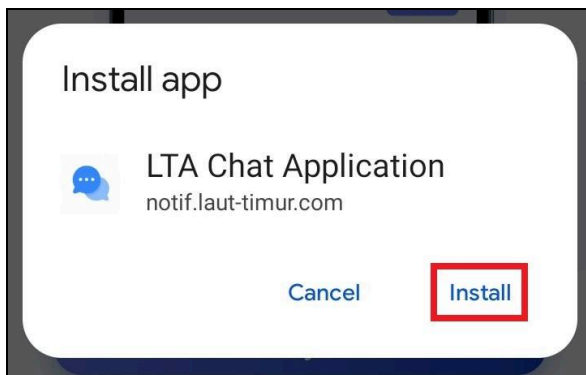 Install app
LTA Chat Application
notif.laut-timur.com
Cancel
Install